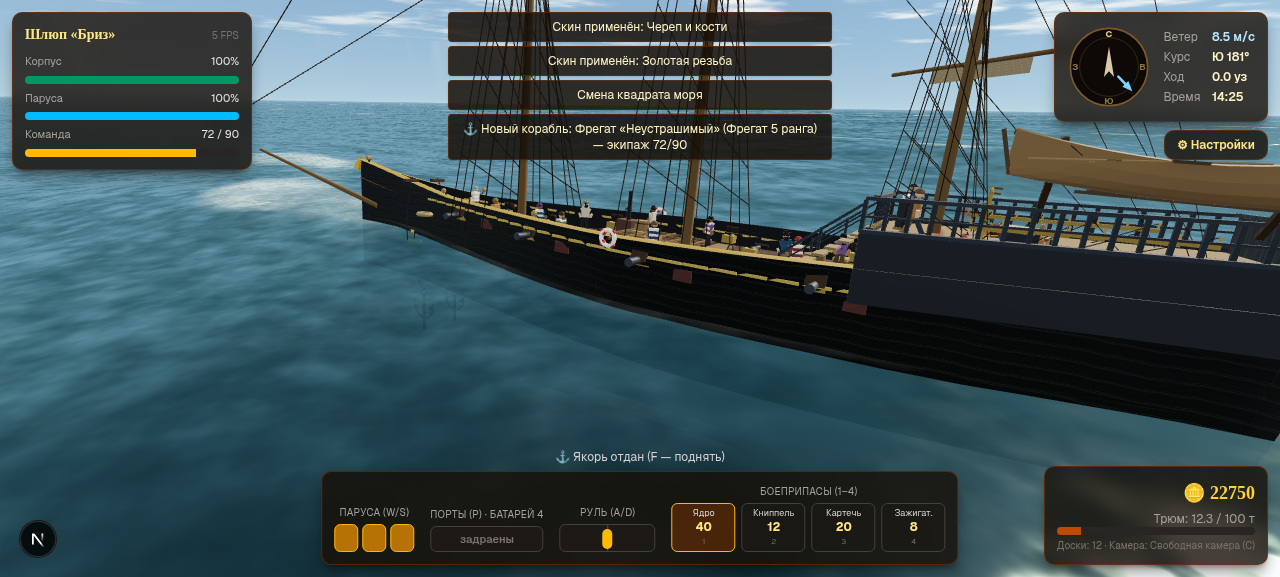 Шлюп «Бриз»
5 FPS
Корпус 100%
Паруса 100%
Команда 72 / 90
Скин применён: Череп и кости
Скин применён: Золотая резьба
Смена квадрата моря
⚓ Новый корабль: Фрегат «Неустрашимый» (Фрегат 5 ранга)
— экипаж 72/90
С
З
В
Ю
Ветер 8.5 м/с
Курс Ю 181°
Ход 0.0 уз
Время 14:25
⚙ Настройки
⚓ Якорь отдан (F — поднять)
ПАРУСА (W/S)
ПОРТЫ (P) · БАТАРЕЙ 4
задраены
РУЛЬ (A/D)
БОЕПРИПАСЫ (1–4)
Ядро
40
1
Книппель
12
2
Картечь
20
3
Зажигат.
8
4
N
🪙 22750
Трюм: 12.3 / 100 т
Доски: 12 · Камера: Свободная камера (C)